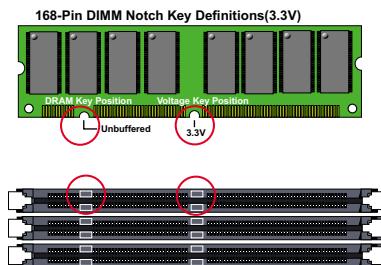 168-Pin DIMM Notch Key Definitions(3.3V)
DRAM Key Position Voltage Key Position
Unbuffered
3.3V